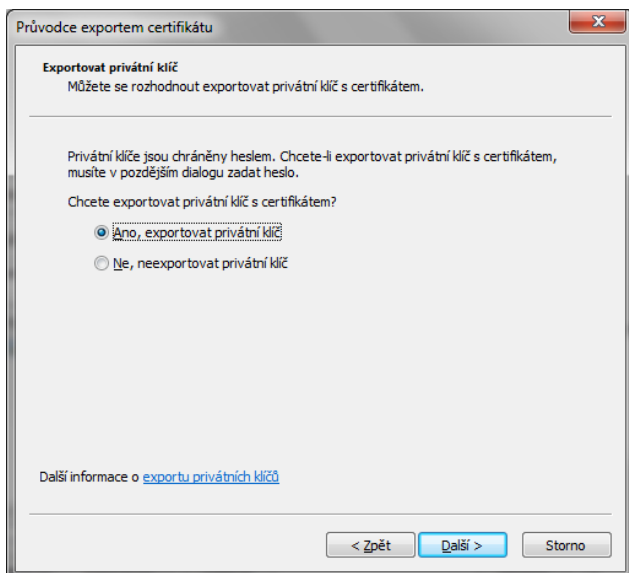 Průvodce exportem certifikátu
Exportovat privátní klíč
Můžete se rozhodnout exportovat privátní klíč s certifikátem.
Privátní klíče jsou chráněny heslem. Chcete-li exportovat privátní klíč s certifikátem,
musíte v pozdějším dialogu zadat heslo.
Chcete exportovat privátní klíč s certifikátem?
Ano, exportovat privátní klíč
Ne, neexportovat privátní klíč
Další informace o exportu privátních klíčů
< Zpět Další > Storno